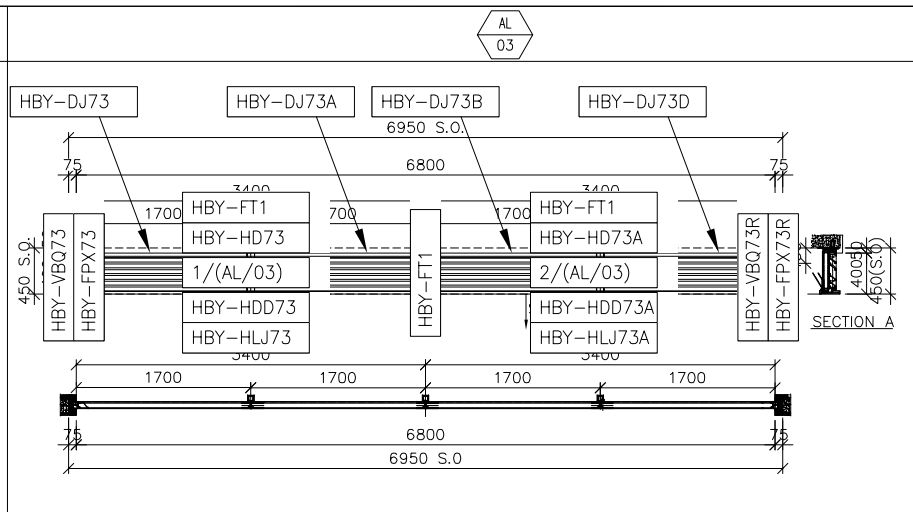 AL
03
HBY-DJ73
HBY-DJ73A
HBY-DJ73B
HBY-DJ73D
6950 S.O.
75
6800
75
3400
3400
HBY-FT1
HBY-FT1
1700
1700
1700
HBY-HD73
HBY-HD73A
450 S.O.
HBY-VBQ73
HBY-FPX73
1/(AL/03)
HBY-FT1
2/(AL/03)
HBY-VBQ73R
HBY-FPX73R
400
50
450(S.O)
HBY-HDD73
HBY-HDD73A
SECTION A
HBY-HLJ73
HBY-HLJ73A
3400
3400
1700
1700
1700
1700
75
6800
75
6950 S.O